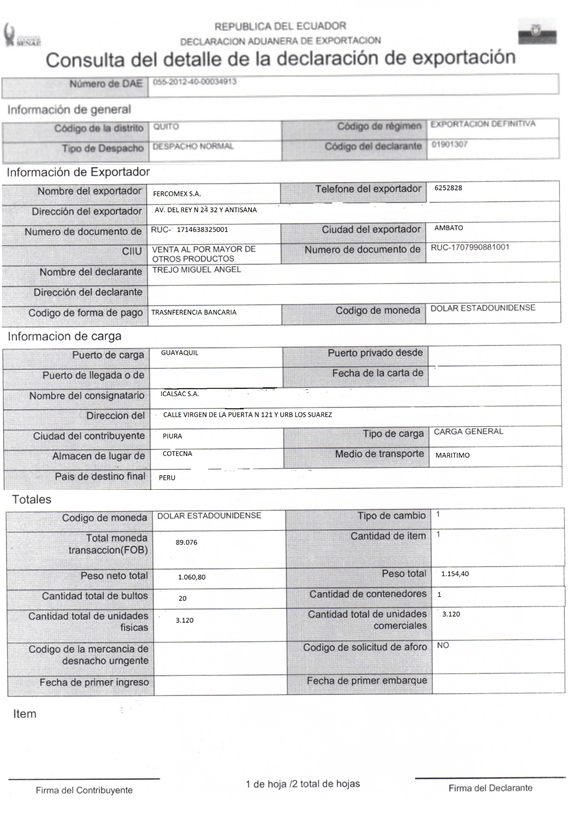 SENAE
REPUBLICA DEL ECUADOR
DECLARACION ADUANERA DE EXPORTACION
Consulta del detalle de la declaración de exportación
Número de DAE 055-2012-40-00034913
Información de general
Código de la distrito QUITO Código de régimen EXPORTACION DEFINITIVA
Tipo de Despacho DESPACHO NORMAL Código del declarante 01901307
Información de Exportador
Nombre del exportador FERCOMEX S.A. Telefone del exportador 6252828
Dirección del exportador AV. DEL REY N 24 32 Y ANTISANA
Numero de documento de RUC- 1714638325001 Ciudad del exportador AMBATO
CIIU VENTA AL POR MAYOR DE OTROS PRODUCTOS Numero de documento de RUC-1707990881001
Nombre del declarante TREJO MIGUEL ANGEL
Dirección del declarante
Codigo de forma de pago TRASNFERENCIA BANCARIA Codigo de moneda DOLAR ESTADOUNIDENSE
Informacion de carga
Puerto de carga GUAYAQUIL Puerto privado desde
Puerto de llegada o de Fecha de la carta de
Nombre del consignatario ICALSAC S.A.
Direccion del CALLE VIRGEN DE LA PUERTA N 121 Y URB LOS SUAREZ
Ciudad del contribuyente PIURA Tipo de carga CARGA GENERAL
Almacen de lugar de COTECNA Medio de transporte MARITIMO
Pais de destino final PERU
Totales
Codigo de moneda DOLAR ESTADOUNIDENSE Tipo de cambio 1
Total moneda transaccion(FOB) 89.076 Cantidad de item 1
Peso neto total 1.060,80 Peso total 1.154,40
Cantidad total de bultos 20 Cantidad de contenedores 1
Cantidad total de unidades fisicas 3.120 Cantidad total de unidades comerciales 3.120
Codigo de la mercancia de desnacho urngente Codigo de solicitud de aforo NO
Fecha de primer ingreso Fecha de primer embarque
Item
1 de hoja /2 total de hojas
Firma del Contribuyente Firma del Declarante